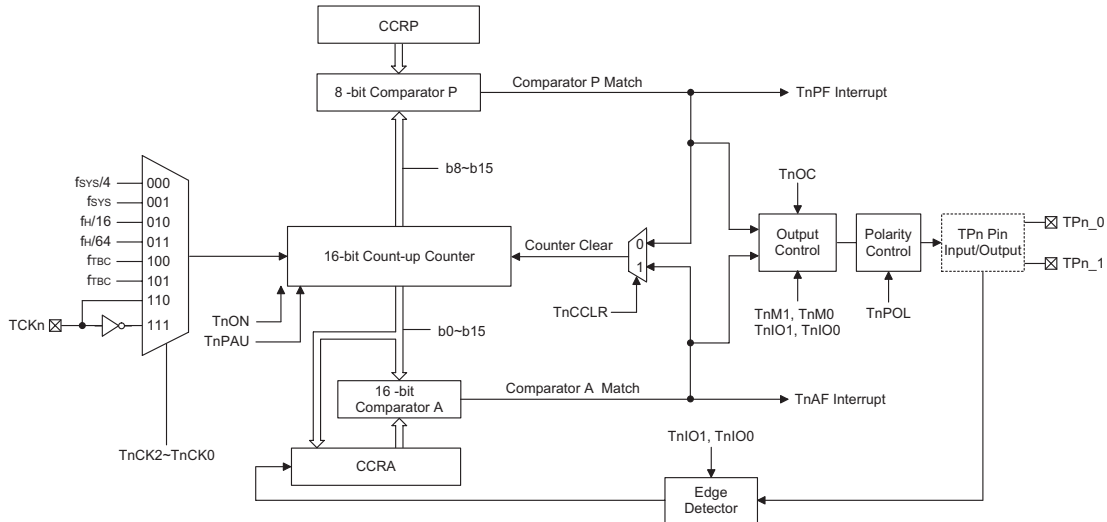 CCRP
8 -bit Comparator P
Comparator P Match
TnPF Interrupt
b8~b15
fSYS/4
000
fSYS
001
fH/16
010
fH/64
011
fTBC
100
fTBC
101
110
111
TCKn
TnCK2~TnCK0
16-bit Count-up Counter
TnON
TnPAU
Counter Clear
0
1
TnCCLR
TnOC
Output
Control
TnM1, TnM0
TnIO1, TnIO0
Polarity
Control
TnPOL
TPn Pin
Input/Output
TPn_0
TPn_1
b0~b15
16 -bit
Comparator A
Comparator A Match
TnAF Interrupt
CCRA
TnIO1, TnIO0
Edge
Detector